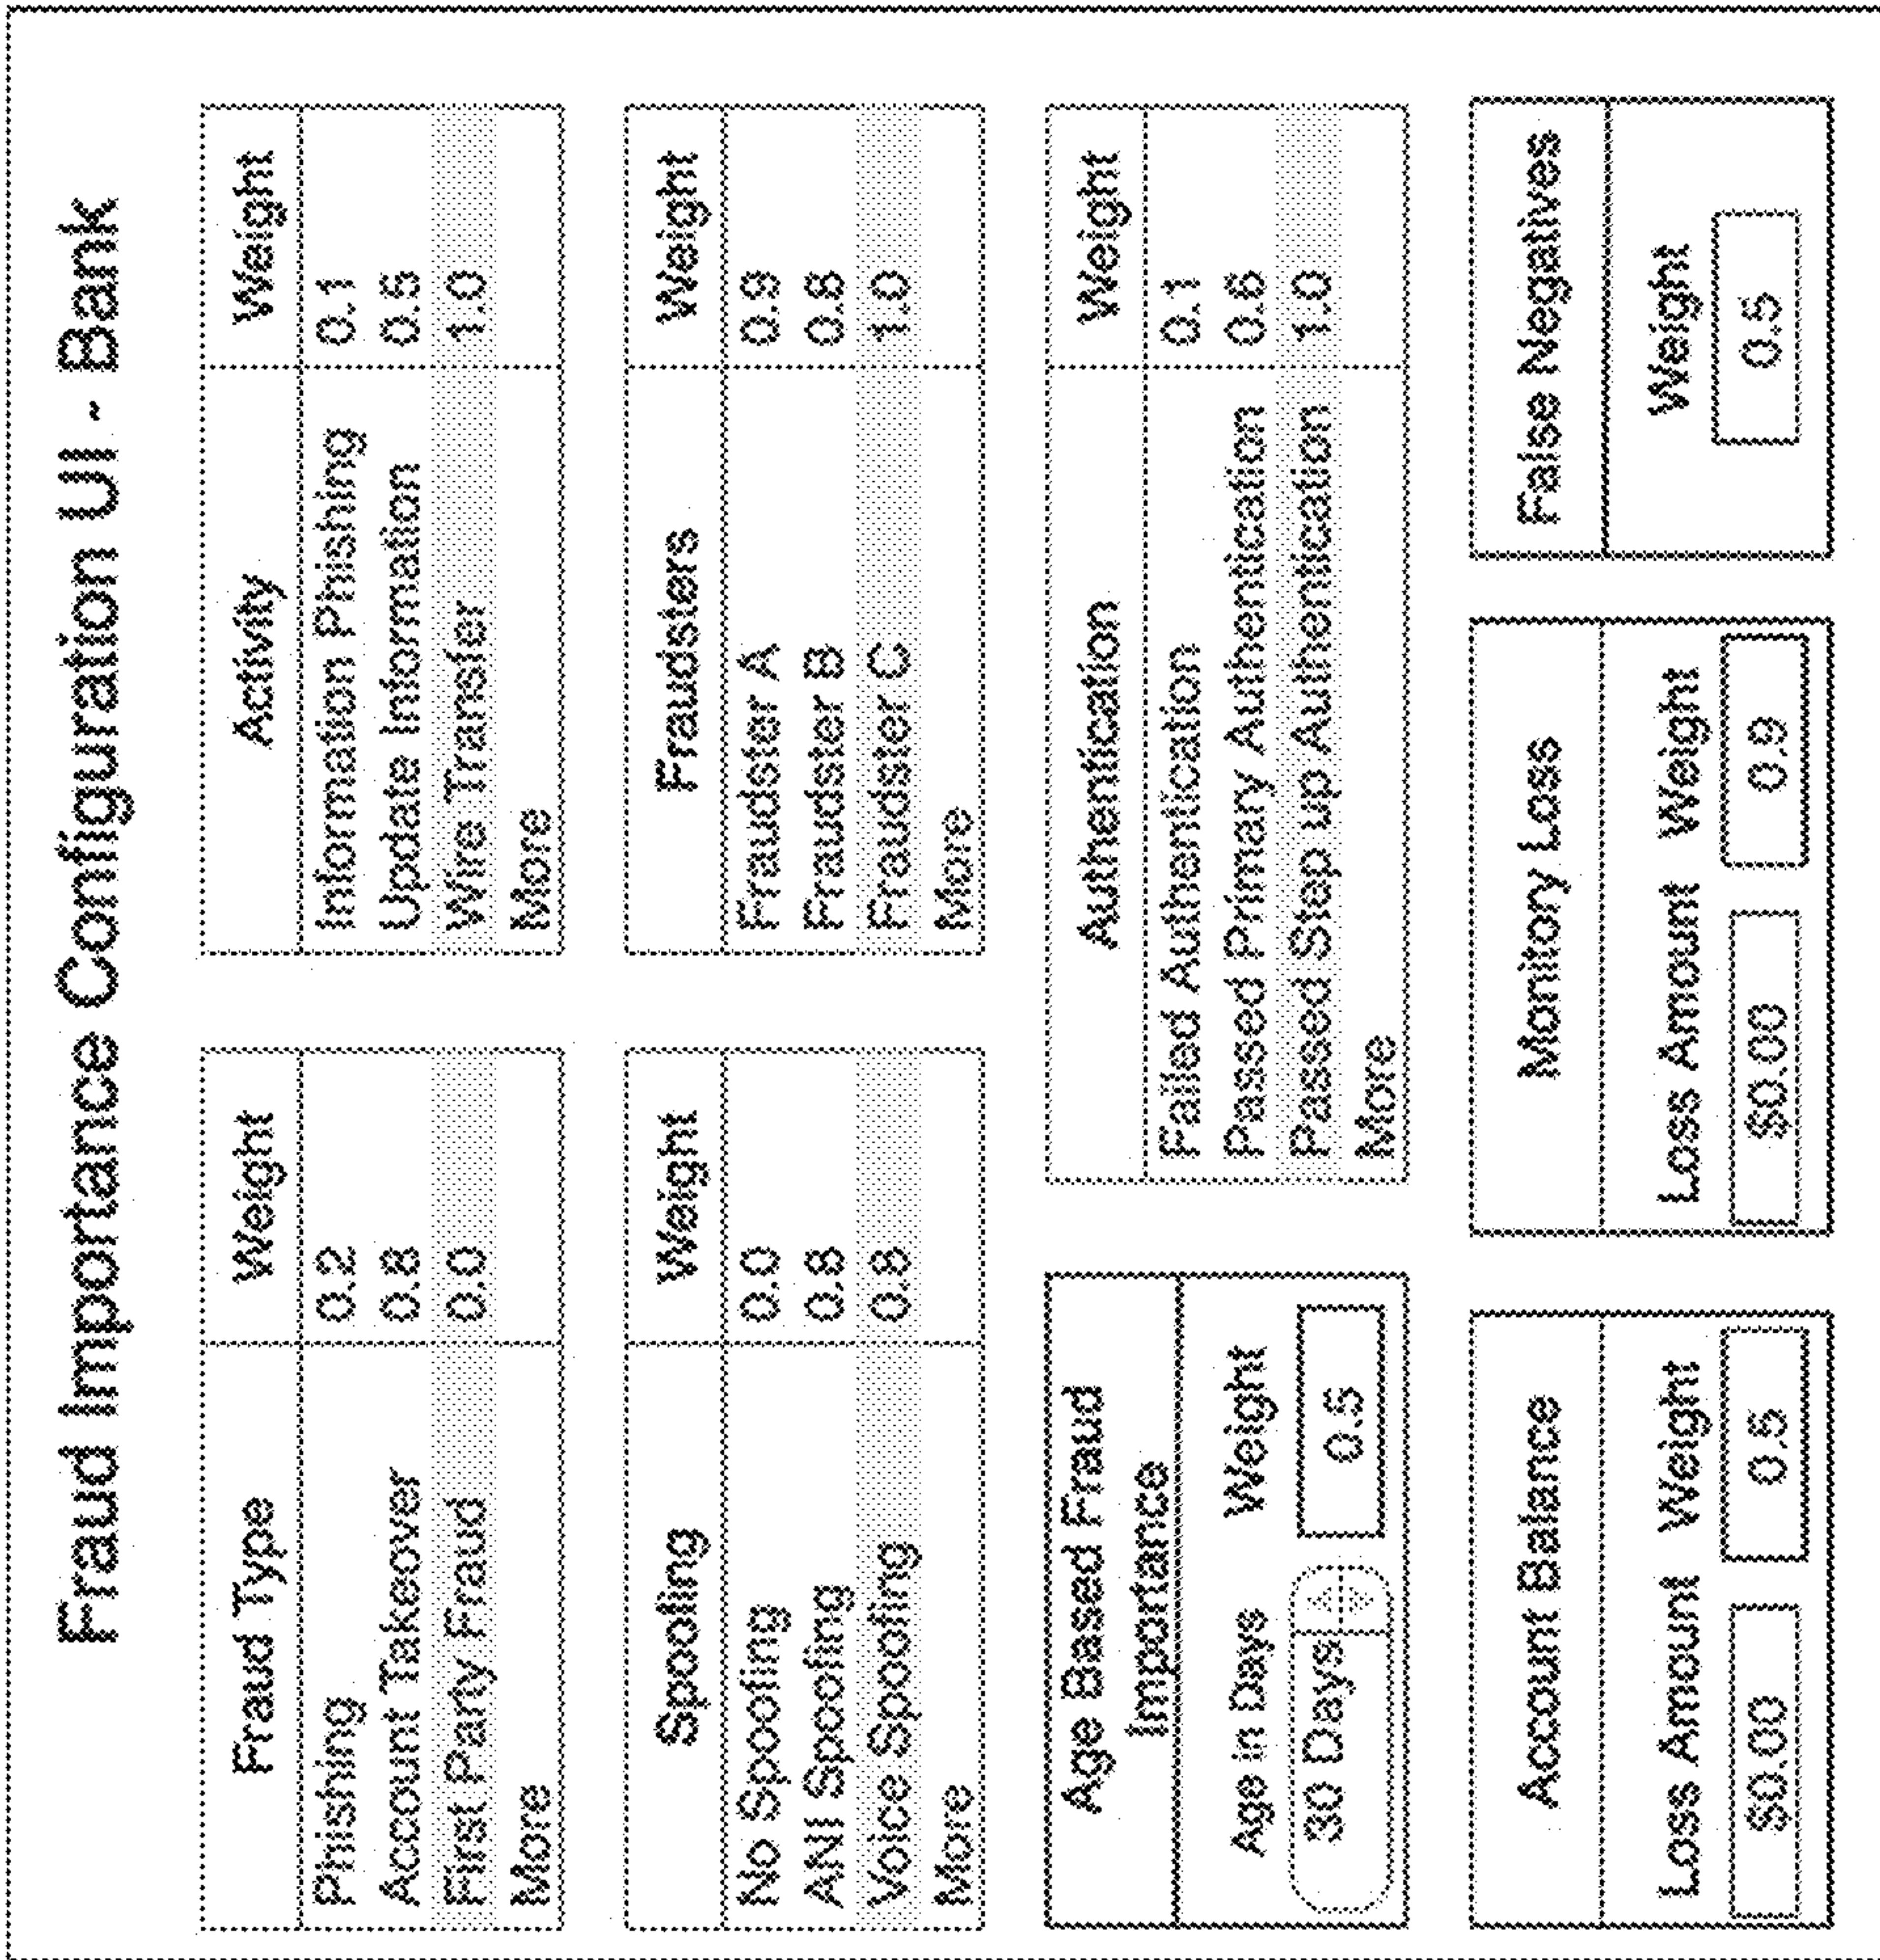 Fraud Importance Configuration UI - Bank
Fraud Type Weight
Phishing 0.2
Account Takeover 0.8
First Party Fraud 0.0
More
Activity Weight
Information Phishing 0.1
Update Information 0.5
Wire Transfer 1.0
More
Spoofing Weight
No Spoofing 0.0
ANI Spoofing 0.8
Voice Spoofing 0.8
More
Fraudsters Weight
Fraudster A 0.9
Fraudster B 0.8
Fraudster C 1.0
More
Age Based Fraud
Importance
Age in Days Weight
30 Days 0.5
Authentication Weight
Failed Authentication 0.1
Passed Primary Authentication 0.6
Passed Step up Authentication 1.0
More
Account Balance
Loss Amount Weight
$0.00 0.5
Monitory Loss
Loss Amount Weight
$0.00 0.9
False Negatives
Weight
0.5